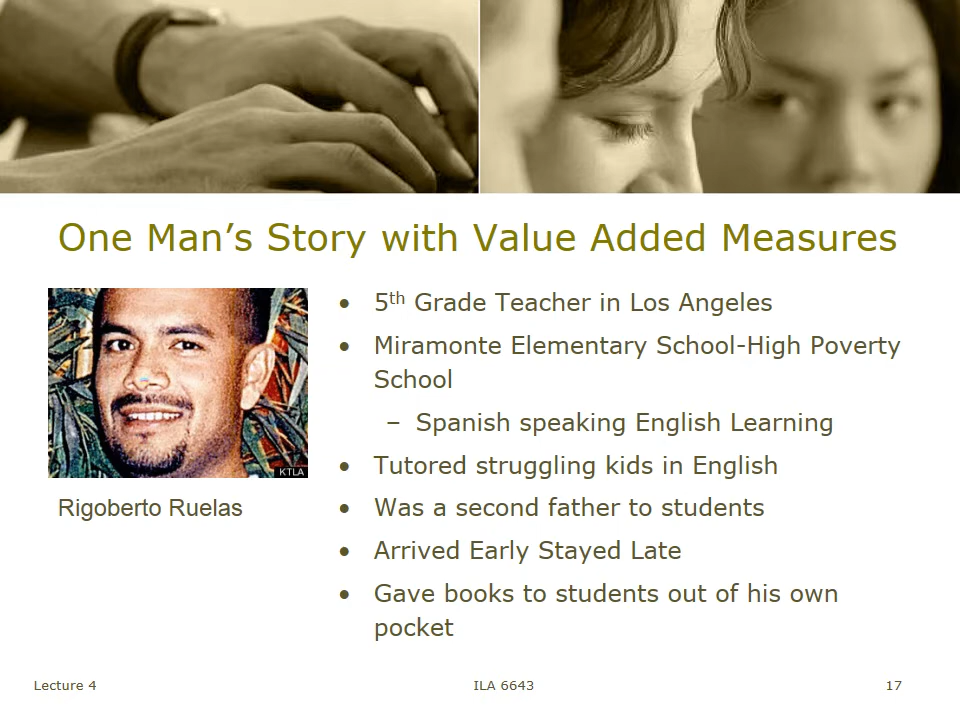 One Man’s Story with Value Added Measures
KTLA
Rigoberto Ruelas
• 5th Grade Teacher in Los Angeles
• Miramonte Elementary School-High Poverty
School
– Spanish speaking English Learning
• Tutored struggling kids in English
• Was a second father to students
• Arrived Early Stayed Late
• Gave books to students out of his own
pocket
Lecture 4
ILA 6643
17